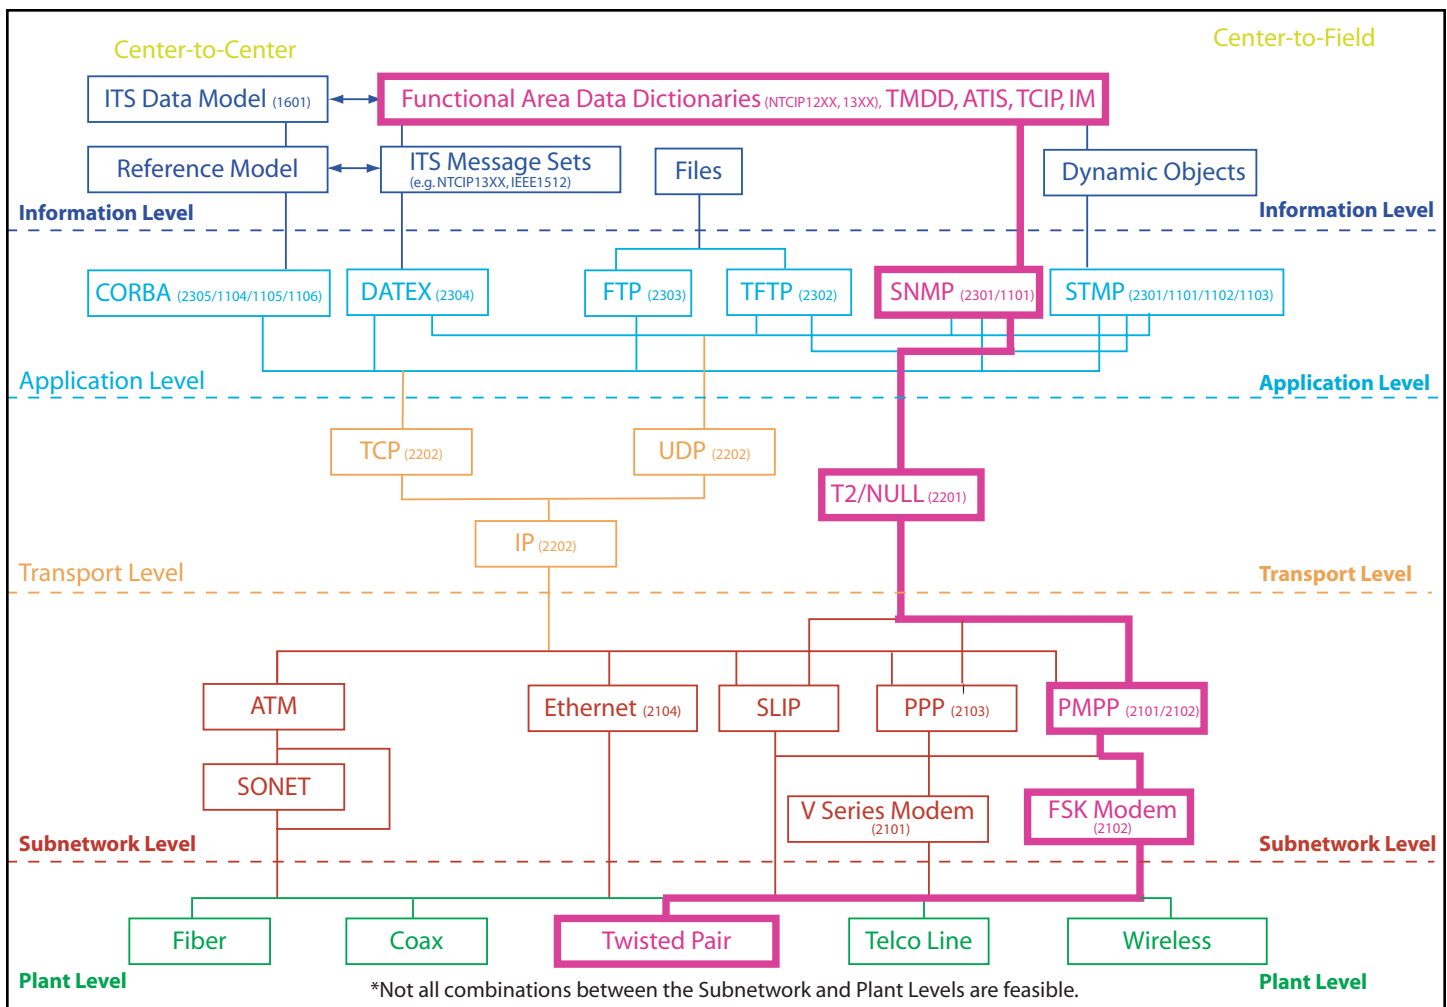 Center-to-Center
Center-to-Field
ITS Data Model (1601)
Functional Area Data Dictionaries (NTCIP12XX, 13XX), TMDD, ATIS, TCIP, IM
Reference Model
ITS Message Sets
(e.g. NTCIP13XX, IEEE1512)
Files
Dynamic Objects
Information Level
Information Level
CORBA (2305/1104/1105/1106)
DATEX (2304)
FTP (2303)
TFTP (2302)
SNMP (2301/1101)
STMP (2301/1101/1102/1103)
Application Level
Application Level
TCP (2202)
UDP (2202)
T2/NULL (2201)
IP (2202)
Transport Level
Transport Level
ATM
Ethernet (2104)
SLIP
PPP (2103)
PMPP (2101/2102)
SONET
V Series Modem
(2101)
FSK Modem
(2102)
Subnetwork Level
Subnetwork Level
Fiber
Coax
Twisted Pair
Telco Line
Wireless
Plant Level
Plant Level
*Not all combinations between the Subnetwork and Plant Levels are feasible.